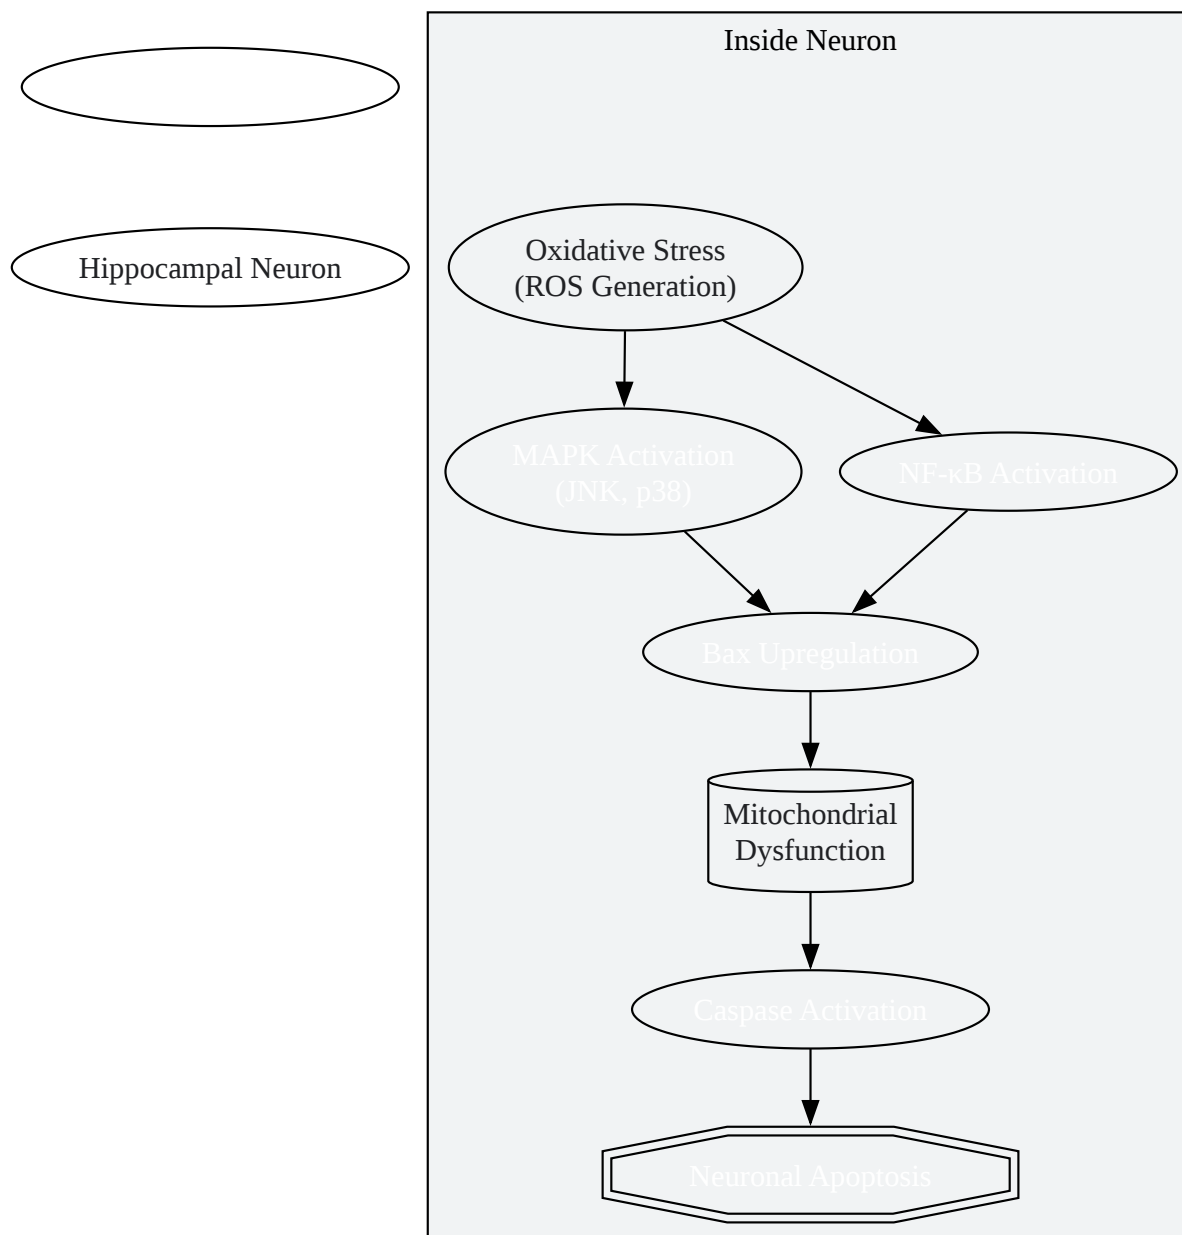 Inside Neuron
Oxidative Stress
(ROS Generation)
Hippocampal Neuron
MAPK Activation
(JNK, p38)
NF-κB Activation
Bax Upregulation
Mitochondrial
Dysfunction
Caspase Activation
Neuronal Apoptosis